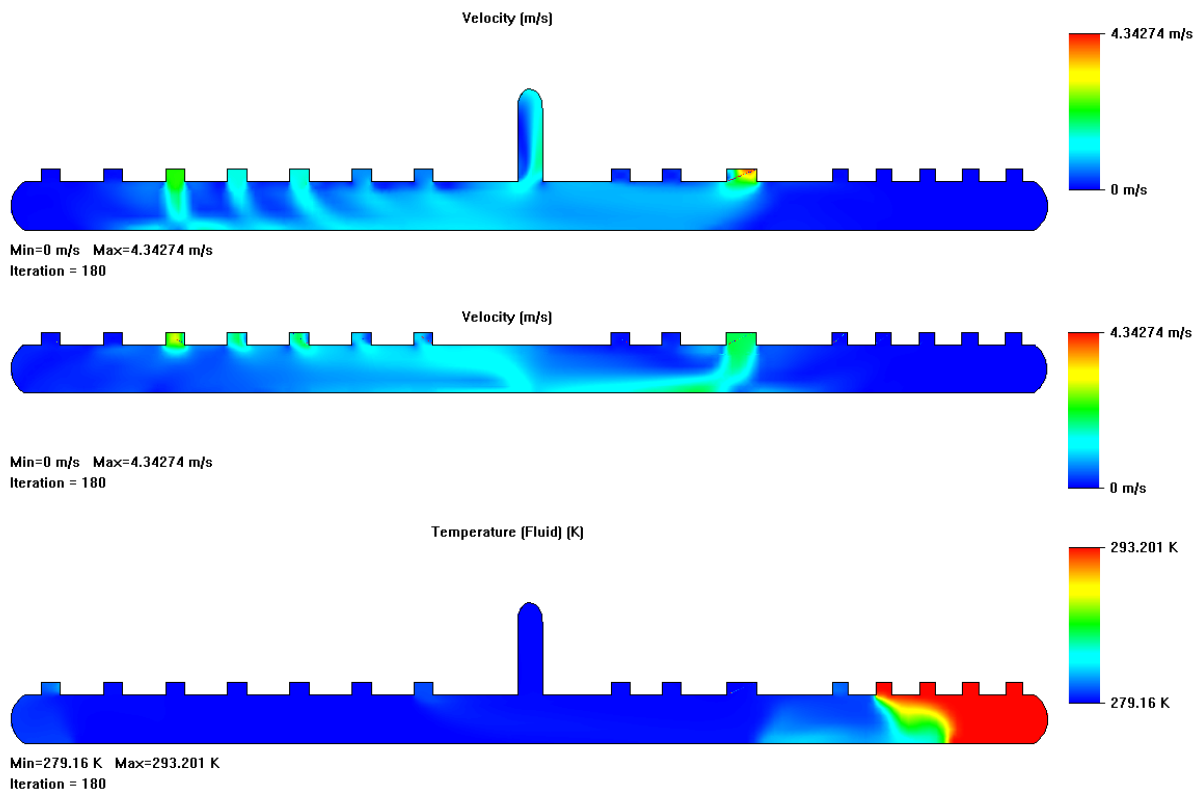 Velocity (m/s)
4.34274 m/s
0 m/s
Min=0 m/s Max=4.34274 m/s
Iteration = 180
Velocity (m/s)
4.34274 m/s
0 m/s
Min=0 m/s Max=4.34274 m/s
Iteration = 180
Temperature (Fluid) (K)
293.201 K
279.16 K
Min=279.16 K Max=293.201 K
Iteration = 180